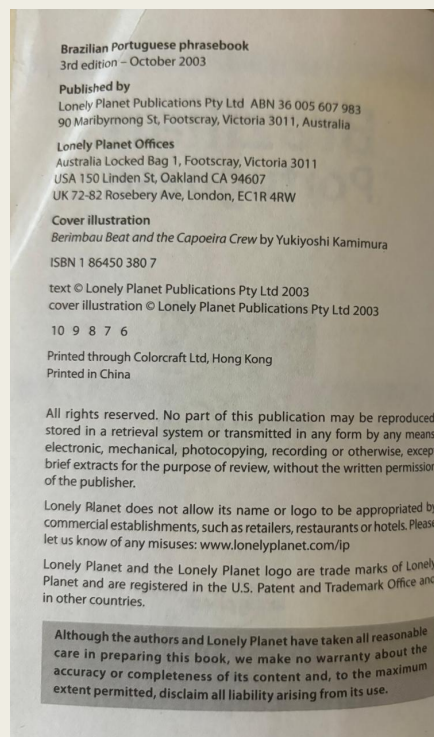 Brazilian Portuguese phrasebook
3rd edition – October 2003
Published by
Lonely Planet Publications Pty Ltd ABN 36 005 607 983
90 Maribyrnong St, Footscray, Victoria 3011, Australia
Lonely Planet Offices
Australia Locked Bag 1, Footscray, Victoria 3011
USA 150 Linden St, Oakland CA 94607
UK 72-82 Rosebery Ave, London, EC1R 4RW
Cover illustration
Berimbau Beat and the Capoeira Crew by Yukiyoshi Kamimura
ISBN 1 86450 380 7
text © Lonely Planet Publications Pty Ltd 2003
cover illustration © Lonely Planet Publications Pty Ltd 2003
10 9 8 7 6
Printed through Colorcraft Ltd, Hong Kong
Printed in China
All rights reserved. No part of this publication may be reproduced
stored in a retrieval system or transmitted in any form by any means
electronic, mechanical, photocopying, recording or otherwise, excep
brief extracts for the purpose of review, without the written permission
of the publisher.
Lonely Planet does not allow its name or logo to be appropriated by
commercial establishments, such as retailers, restaurants or hotels. Please
let us know of any misuses: www.lonelyplanet.com/ip
Lonely Planet and the Lonely Planet logo are trade marks of Lonely
Planet and are registered in the U.S. Patent and Trademark Office and
in other countries.
Although the authors and Lonely Planet have taken all reasonable
care in preparing this book, we make no warranty about the
accuracy or completeness of its content and, to the maximum
extent permitted, disclaim all liability arising from its use.